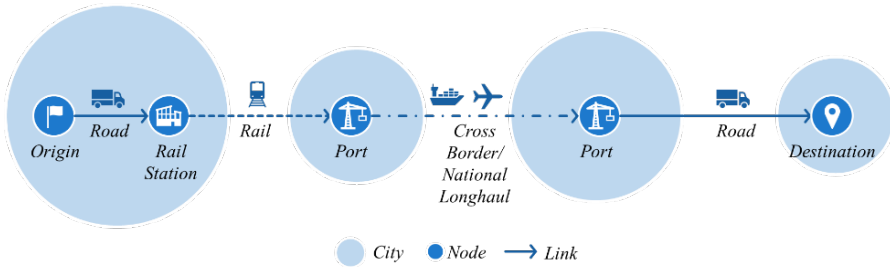 Road
Rail
Cross
Border/
National
Longhaul
Road
Origin
Rail
Station
Port
Port
Destination
City
Node
Link